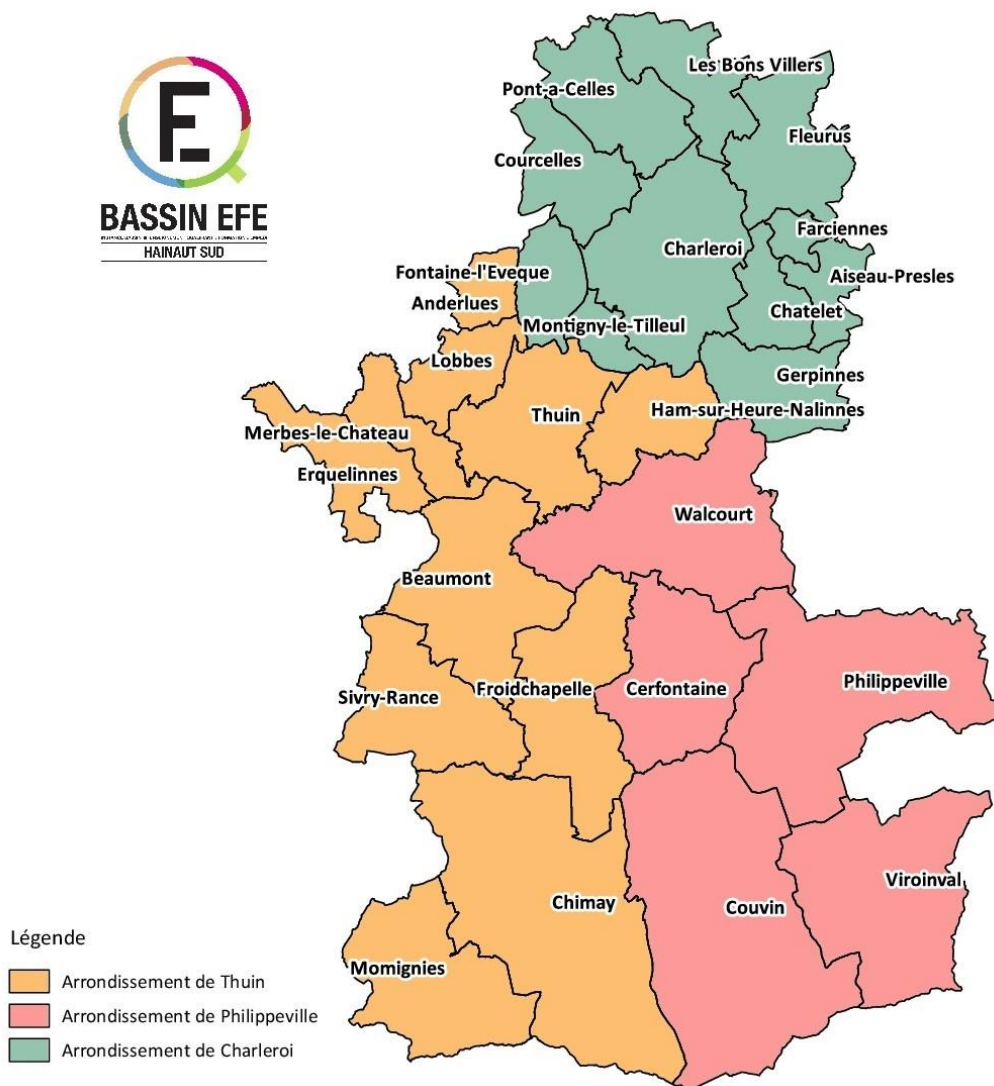 BASSIN EFE
HAINAUT SUD
Les Bons Villers
Pont-a-Celles
Fleurus
Courcelles
Farciennes
Charleroi
Fontaine-l'Eveque
Aiseau-Presles
Anderlues
Chatelet
Montigny-le-Tilleul
Lobbes
Gerpinnes
Thuin
Ham-sur-Heure-Nalinnes
Merbes-le-Chateau
Erquelinnes
Walcourt
Beaumont
Sivry-Rance
Froidchapelle
Cerfontaine
Philippeville
Viroinval
Chimay
Couvin
Momignies
Légende
Arrondissement de Thuin
Arrondissement de Philippeville
Arrondissement de Charleroi